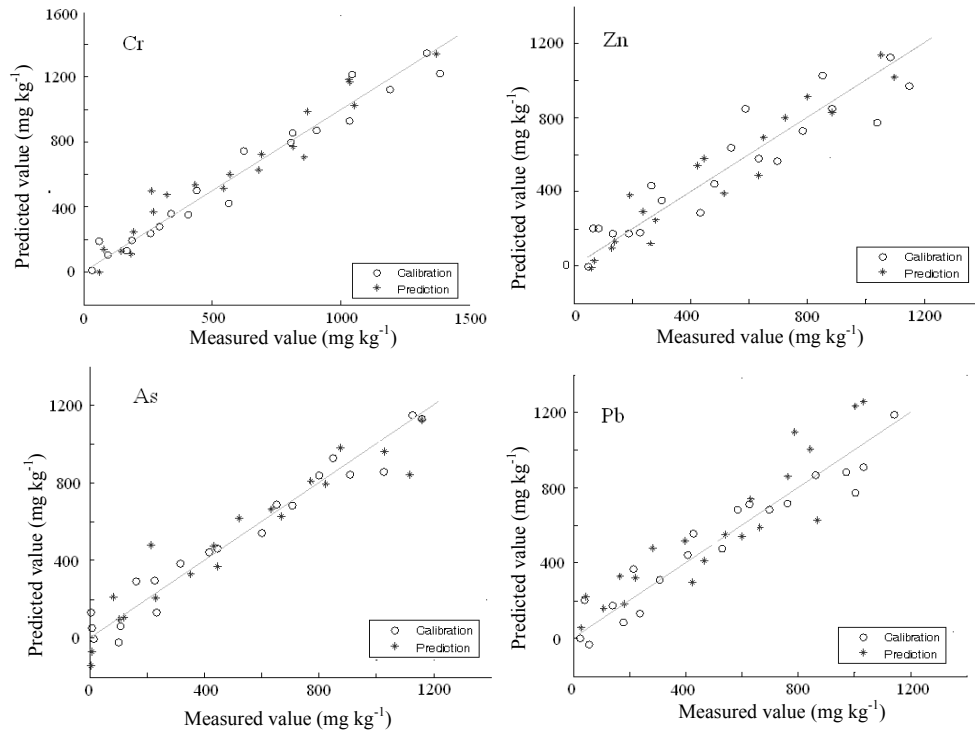 Cr
Predicted value (mg kg⁻¹)
1600
1200
800
400
0
0
500
1000
1500
Measured value (mg kg⁻¹)
Calibration
Prediction
Zn
Predicted value (mg kg⁻¹)
1200
800
400
0
0
400
800
1200
Measured value (mg kg⁻¹)
Calibration
Prediction
As
Predicted value (mg kg⁻¹)
1200
800
400
0
0
400
800
1200
Measured value (mg kg⁻¹)
Calibration
Prediction
Pb
Predicted value (mg kg⁻¹)
1200
800
400
0
0
400
800
1200
Measured value (mg kg⁻¹)
Calibration
Prediction